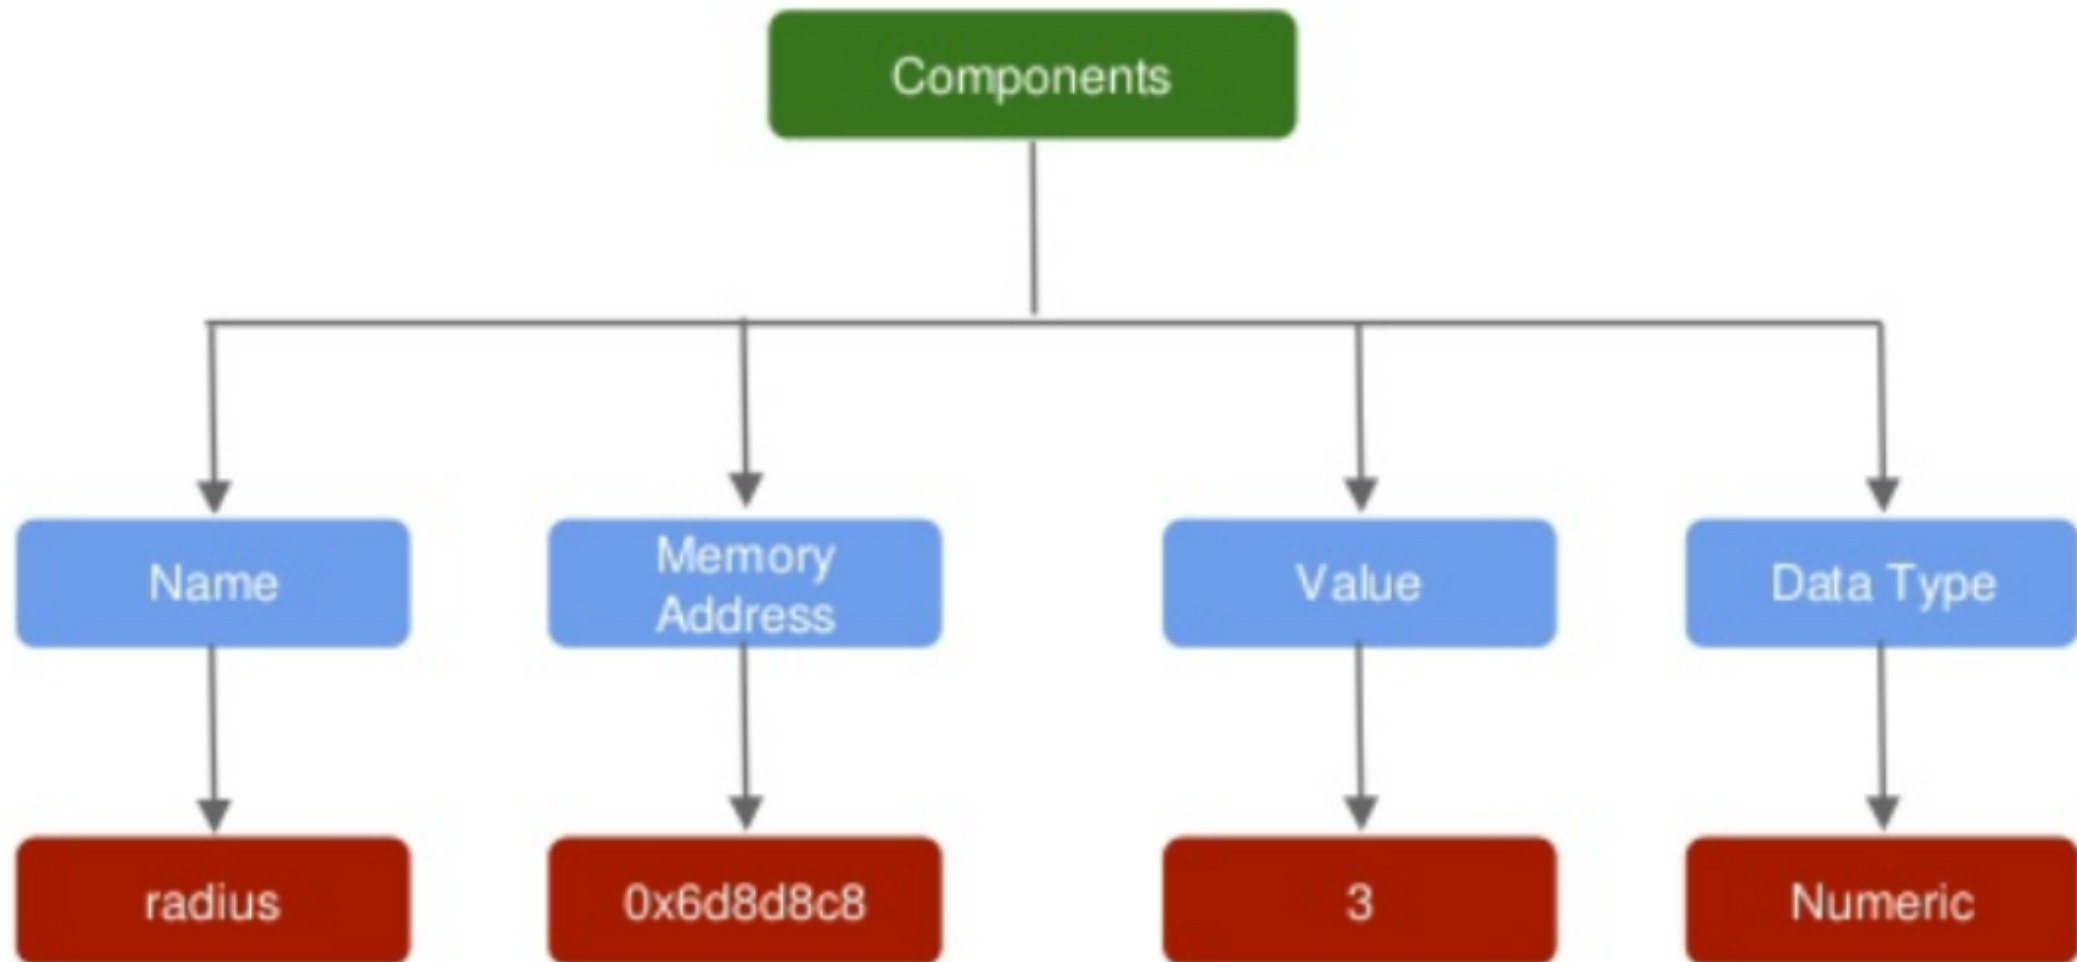 Components
Name
Memory
Address
Value
Data Type
radius
0x6d8d8c8
3
Numeric